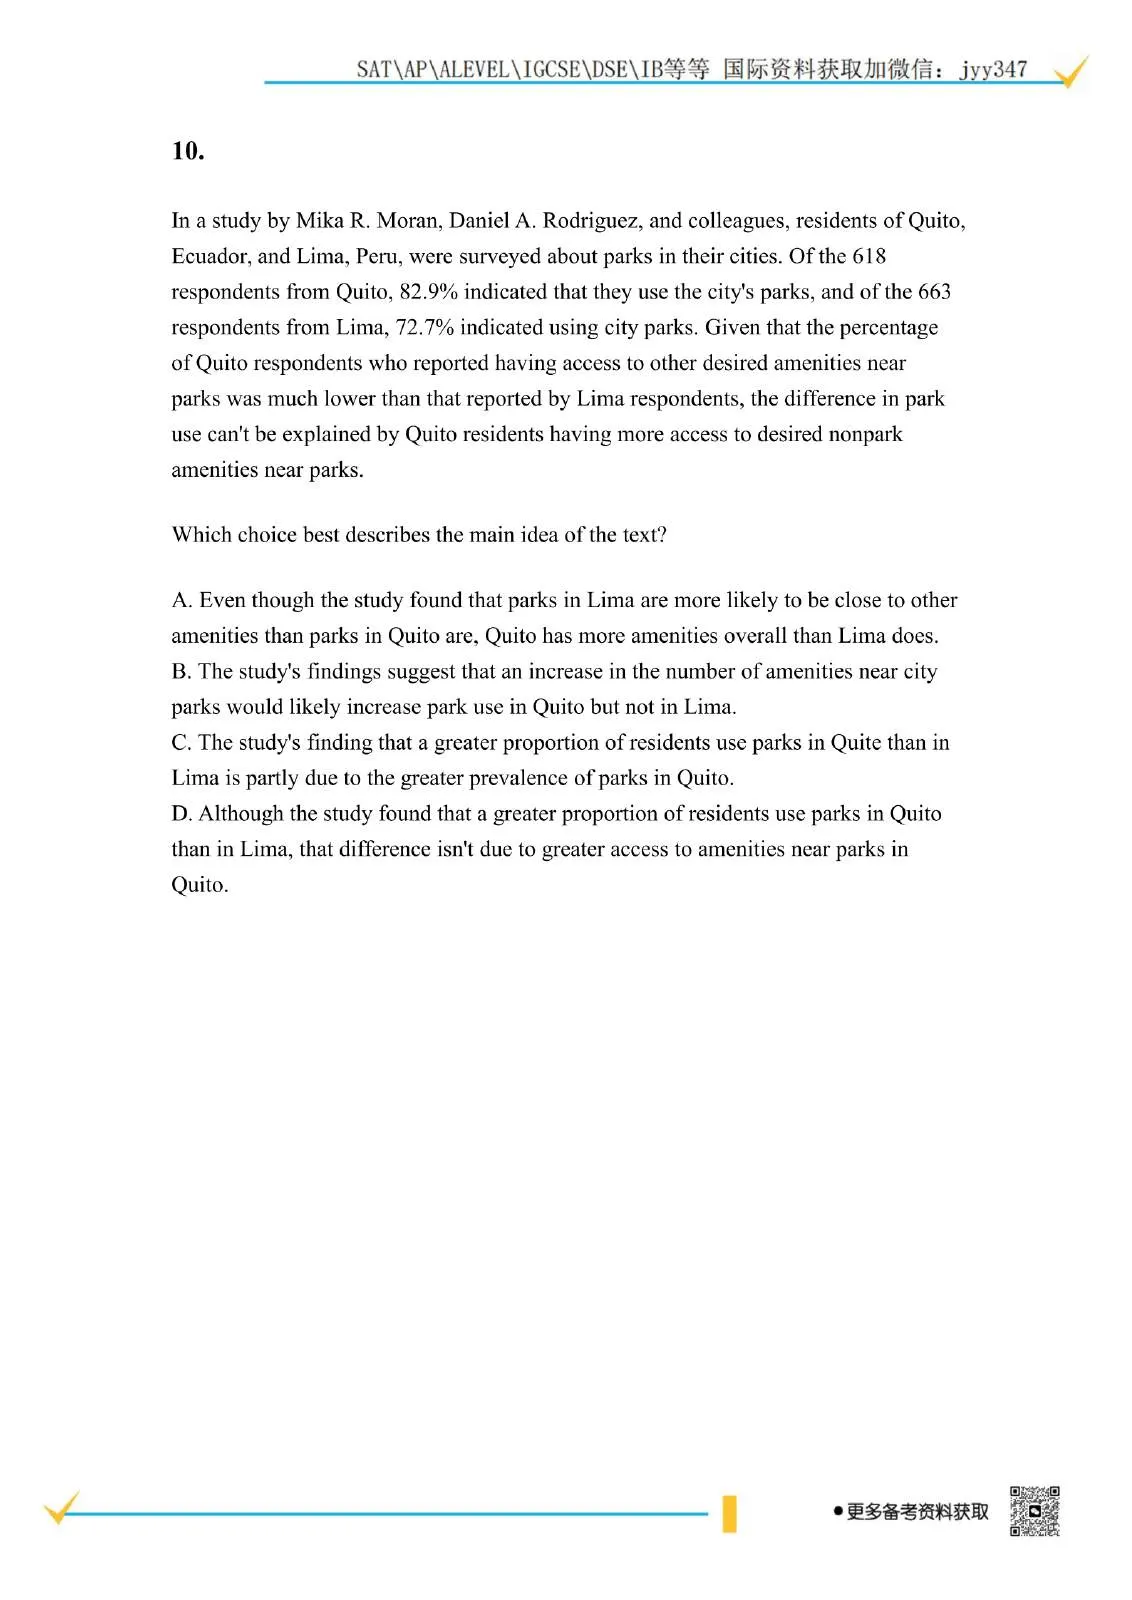 SAT\AP\ALEVEL\IGCSE\DSE\IB等等 国际资料获取加微信：jyy347
10.
In a study by Mika R. Moran, Daniel A. Rodriguez, and colleagues, residents of Quito,
Ecuador, and Lima, Peru, were surveyed about parks in their cities. Of the 618
respondents from Quito, 82.9% indicated that they use the city's parks, and of the 663
respondents from Lima, 72.7% indicated using city parks. Given that the percentage
of Quito respondents who reported having access to other desired amenities near
parks was much lower than that reported by Lima respondents, the difference in park
use can't be explained by Quito residents having more access to desired nonpark
amenities near parks.
Which choice best describes the main idea of the text?
A. Even though the study found that parks in Lima are more likely to be close to other
amenities than parks in Quito are, Quito has more amenities overall than Lima does.
B. The study's findings suggest that an increase in the number of amenities near city
parks would likely increase park use in Quito but not in Lima.
C. The study's finding that a greater proportion of residents use parks in Quite than in
Lima is partly due to the greater prevalence of parks in Quito.
D. Although the study found that a greater proportion of residents use parks in Quito
than in Lima, that difference isn't due to greater access to amenities near parks in
Quito.
●更多备考资料获取